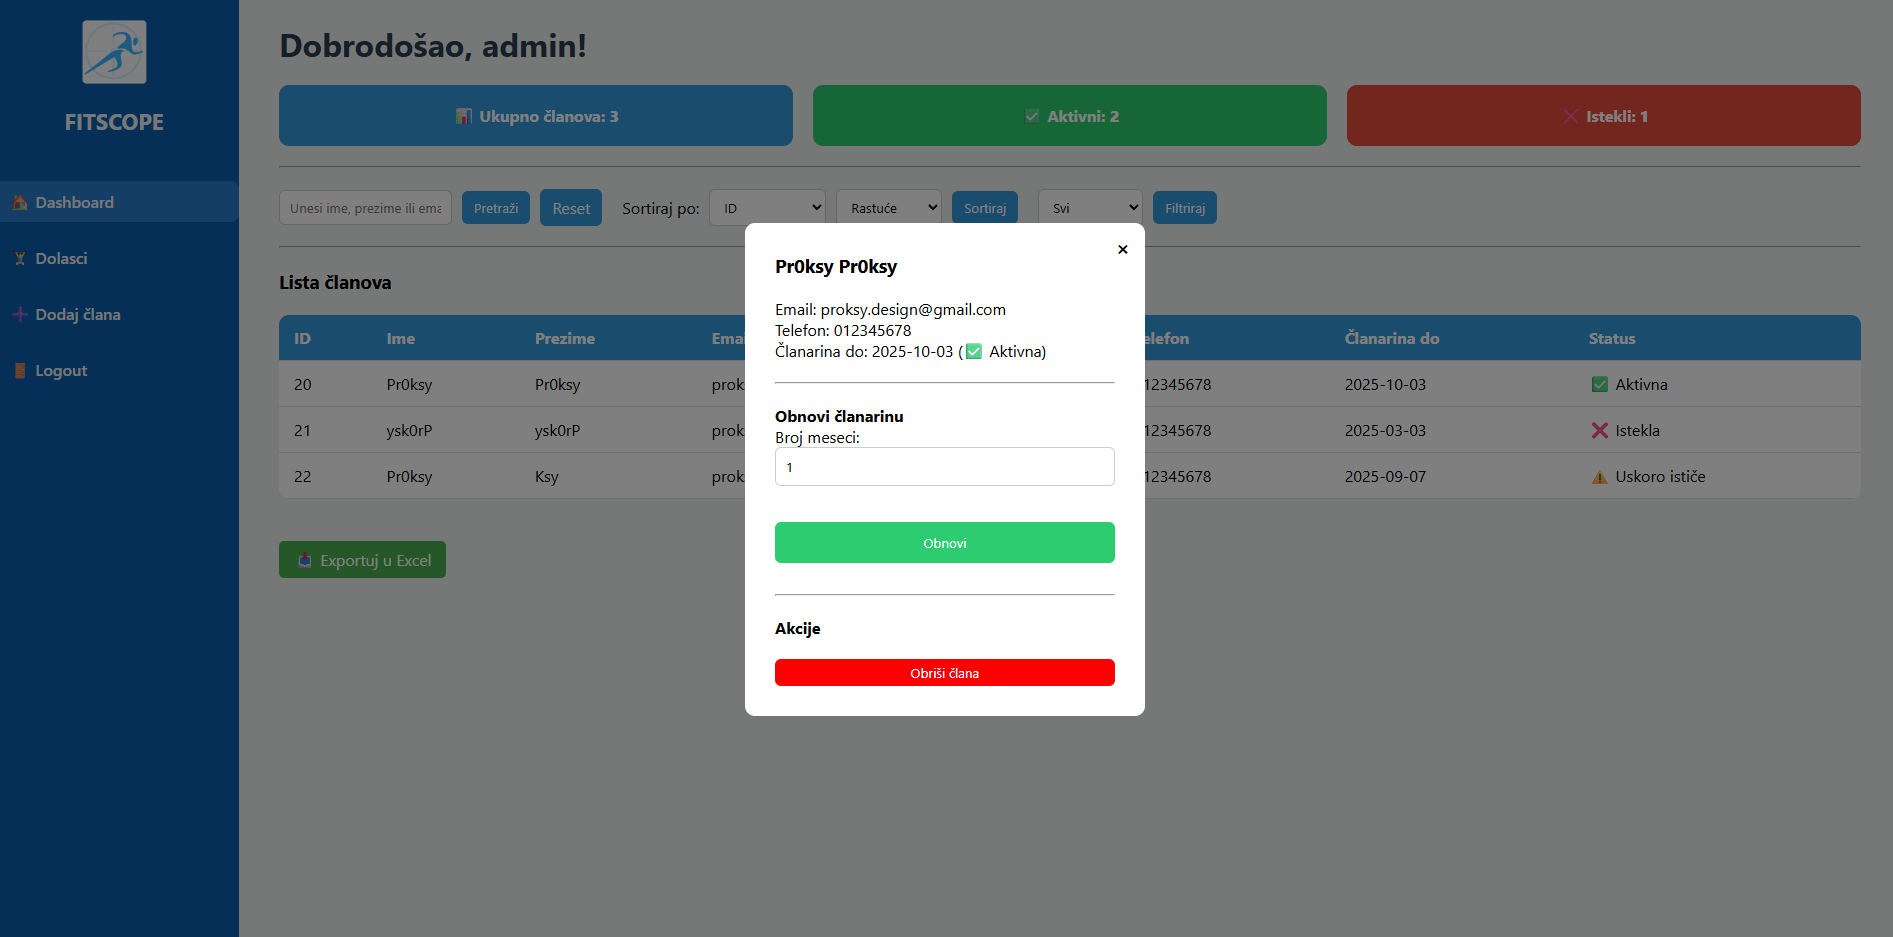 FITSCOPE
Dashboard
Dolasci
Dodaj člana
Logout
Dobrodošao, admin!
Ukupno članova: 3
Aktivni: 2
Istekli: 1
Unesi ime, prezime ili ema
Pretraži
Reset
Sortiraj po:
ID
Rastuće
Sortiraj
Svi
Filtriraj
Lista članova
ID Ime Prezime Emai elefon Članarina do Status
20 Pr0ksy Pr0ksy prok 12345678 2025-10-03 Aktivna
21 ysk0rP ysk0rP prok 12345678 2025-03-03 Istekla
22 Pr0ksy Ksy prok 12345678 2025-09-07 Uskoro ističe
Exportuj u Excel
×
Pr0ksy Pr0ksy
Email: proksy.design@gmail.com
Telefon: 012345678
Članarina do: 2025-10-03 (✅ Aktivna)
Obnovi članarinu
Broj meseci:
1
Obnovi
Akcije
Obriši člana